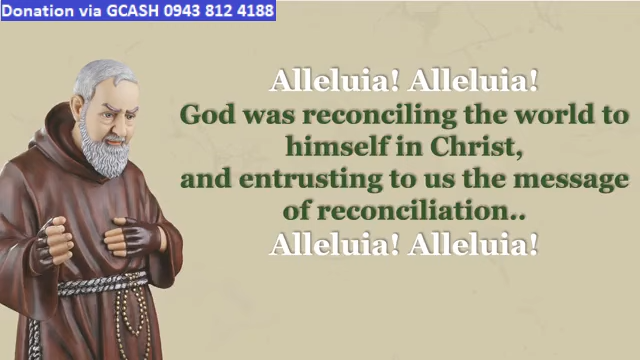 Donation via GCASH 0943 812 4188
Alleluia! Alleluia!
God was reconciling the world to
himself in Christ,
and entrusting to us the message
of reconciliation..
Alleluia! Alleluia!